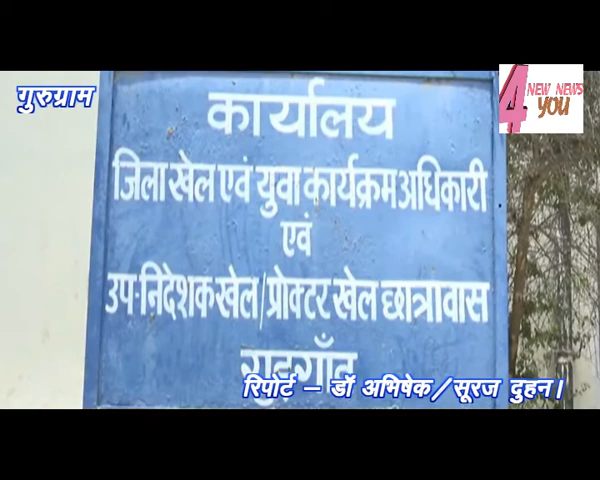 गुरुग्राम
4 NEW NEWS
YOU
कार्यालय
जिला खेल एवं युवा कार्यक्रम अधिकारी
एवं
उप-निदेशक खेल/प्रोक्टर खेल छात्रावास
गुड़गाँव
रिपोर्ट – डॉ अभिषेक/सूरज दुहन।